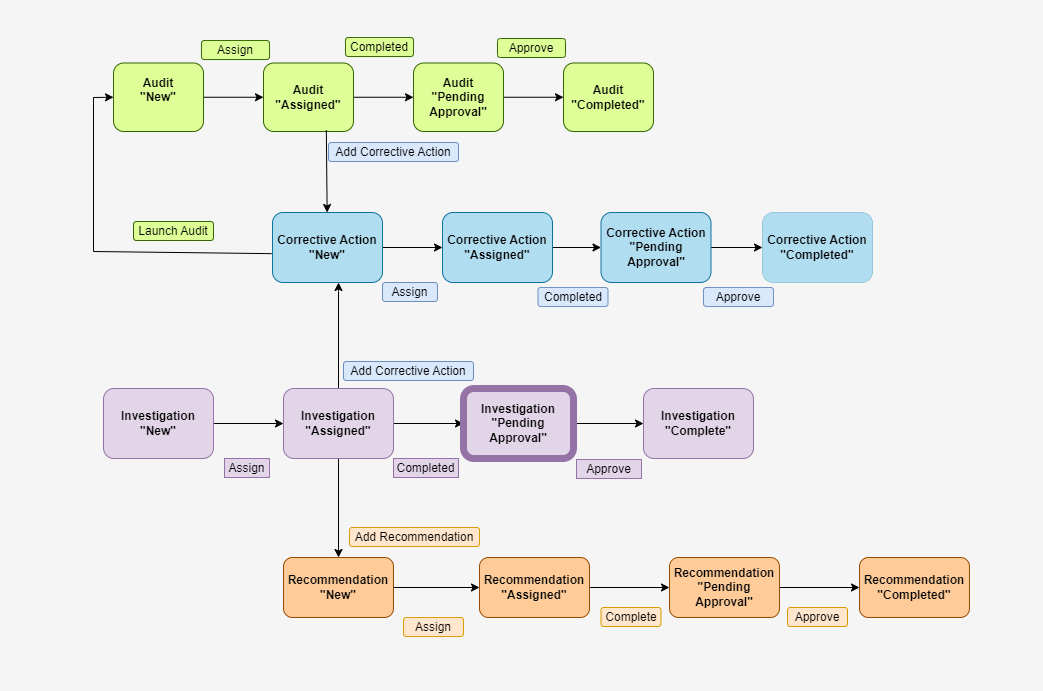 Assign
Completed
Approve
Audit
"New"
Audit
"Assigned"
Audit
"Pending
Approval"
Audit
"Completed"
Add Corrective Action
Launch Audit
Corrective Action
"New"
Corrective Action
"Assigned"
Corrective Action
"Pending
Approval"
Corrective Action
"Completed"
Assign
Completed
Approve
Add Corrective Action
Investigation
"New"
Investigation
"Assigned"
Investigation
"Pending
Approval"
Investigation
"Complete"
Assign
Completed
Approve
Add Recommendation
Recommendation
"New"
Recommendation
"Assigned"
Recommendation
"Pending
Approval"
Recommendation
"Completed"
Assign
Complete
Approve